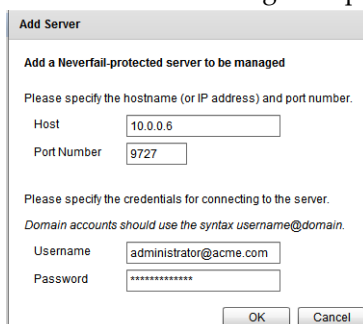 Add Server
Add a Neverfail-protected server to be managed
Please specify the hostname (or IP address) and port number.
Host 10.0.0.6
Port Number 9727
Please specify the credentials for connecting to the server.
Domain accounts should use the syntax username@domain.
Username administrator@acme.com
Password *************
OK Cancel